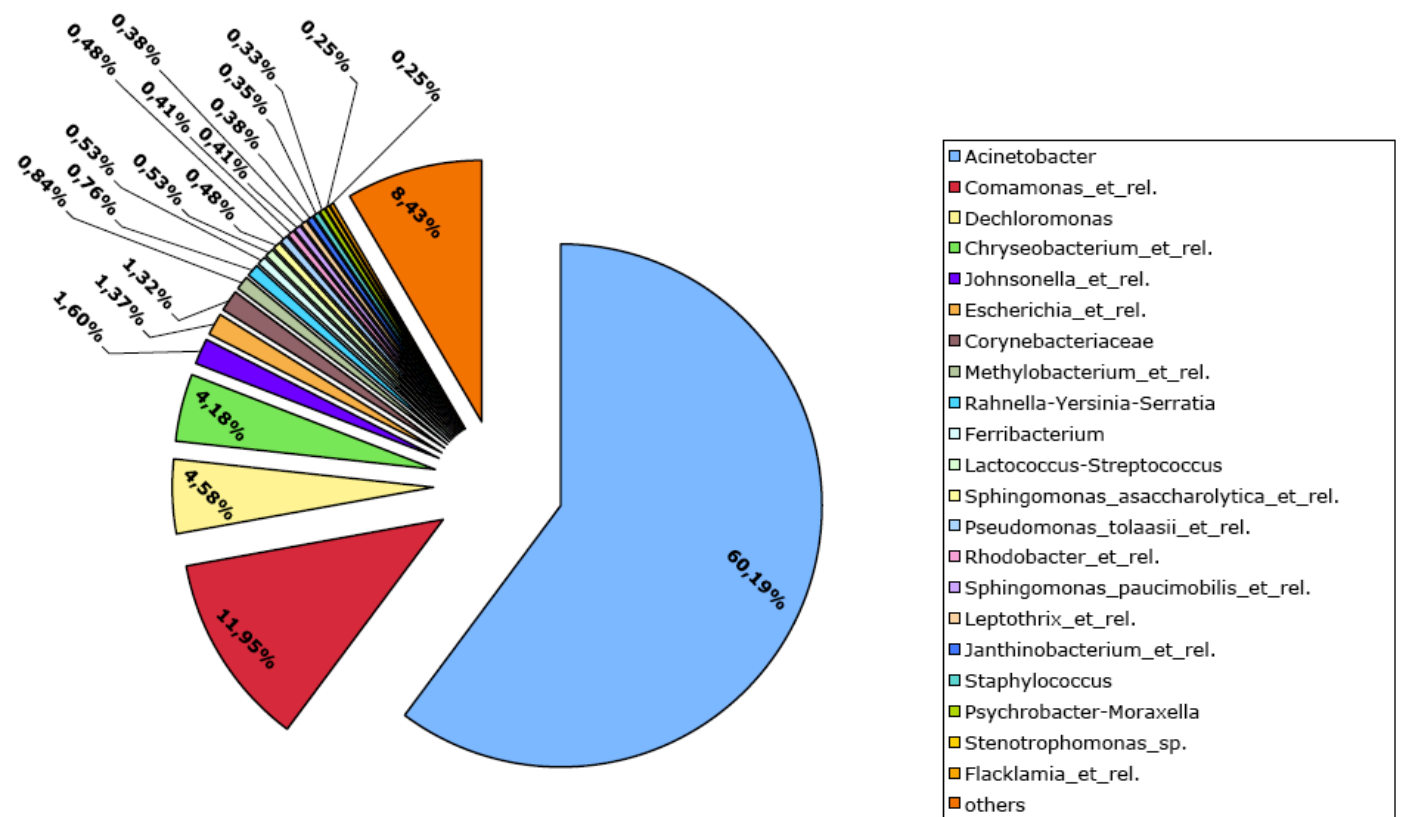 0,38%
0,48%
0,33%
0,25%
0,25%
0,35%
0,41%
0,38%
0,41%
0,53%
0,53%
0,48%
0,84%
0,76%
1,32%
1,37%
1,60%
8,43%
4,18%
4,58%
11,95%
60,19%
Acinetobacter
Comamonas_et_rel.
Dechloromonas
Chryseobacterium_et_rel.
Johnsonella_et_rel.
Escherichia_et_rel.
Corynebacteriaceae
Methylobacterium_et_rel.
Rahnella-Yersinia-Serratia
Ferribacterium
Lactococcus-Streptococcus
Sphingomonas_asaccharolytica_et_rel.
Pseudomonas_tolaasii_et_rel.
Rhodobacter_et_rel.
Sphingomonas_paucimobilis_et_rel.
Leptothrix_et_rel.
Janthinobacterium_et_rel.
Staphylococcus
Psychrobacter-Moraxella
Stenotrophomonas_sp.
Flacklamia_et_rel.
others